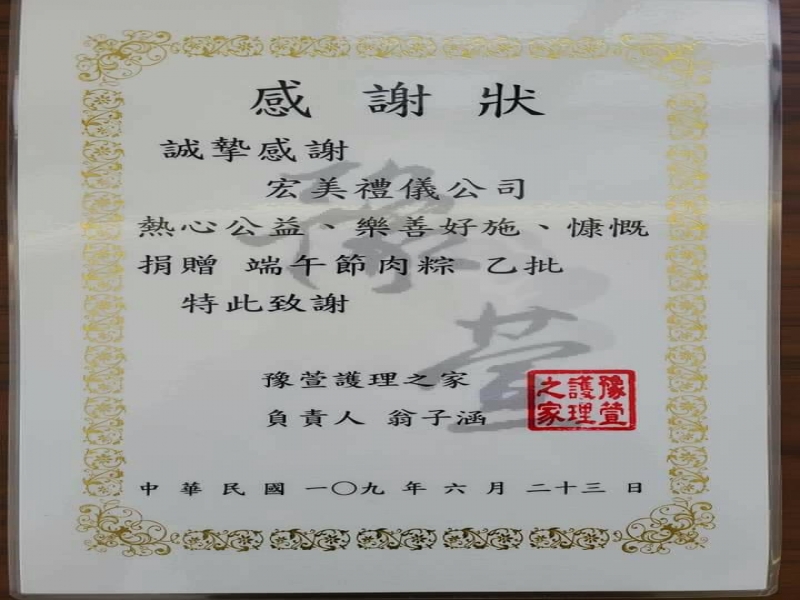 感謝狀
誠摯感謝
宏美禮儀公司
熱心公益、樂善好施、慷慨
捐贈 端午節肉粽 乙批
特此致謝
豫萱護理之家
負責人 翁子涵
豫萱護理之家
中華民國一〇九年六月二十三日
豫萱